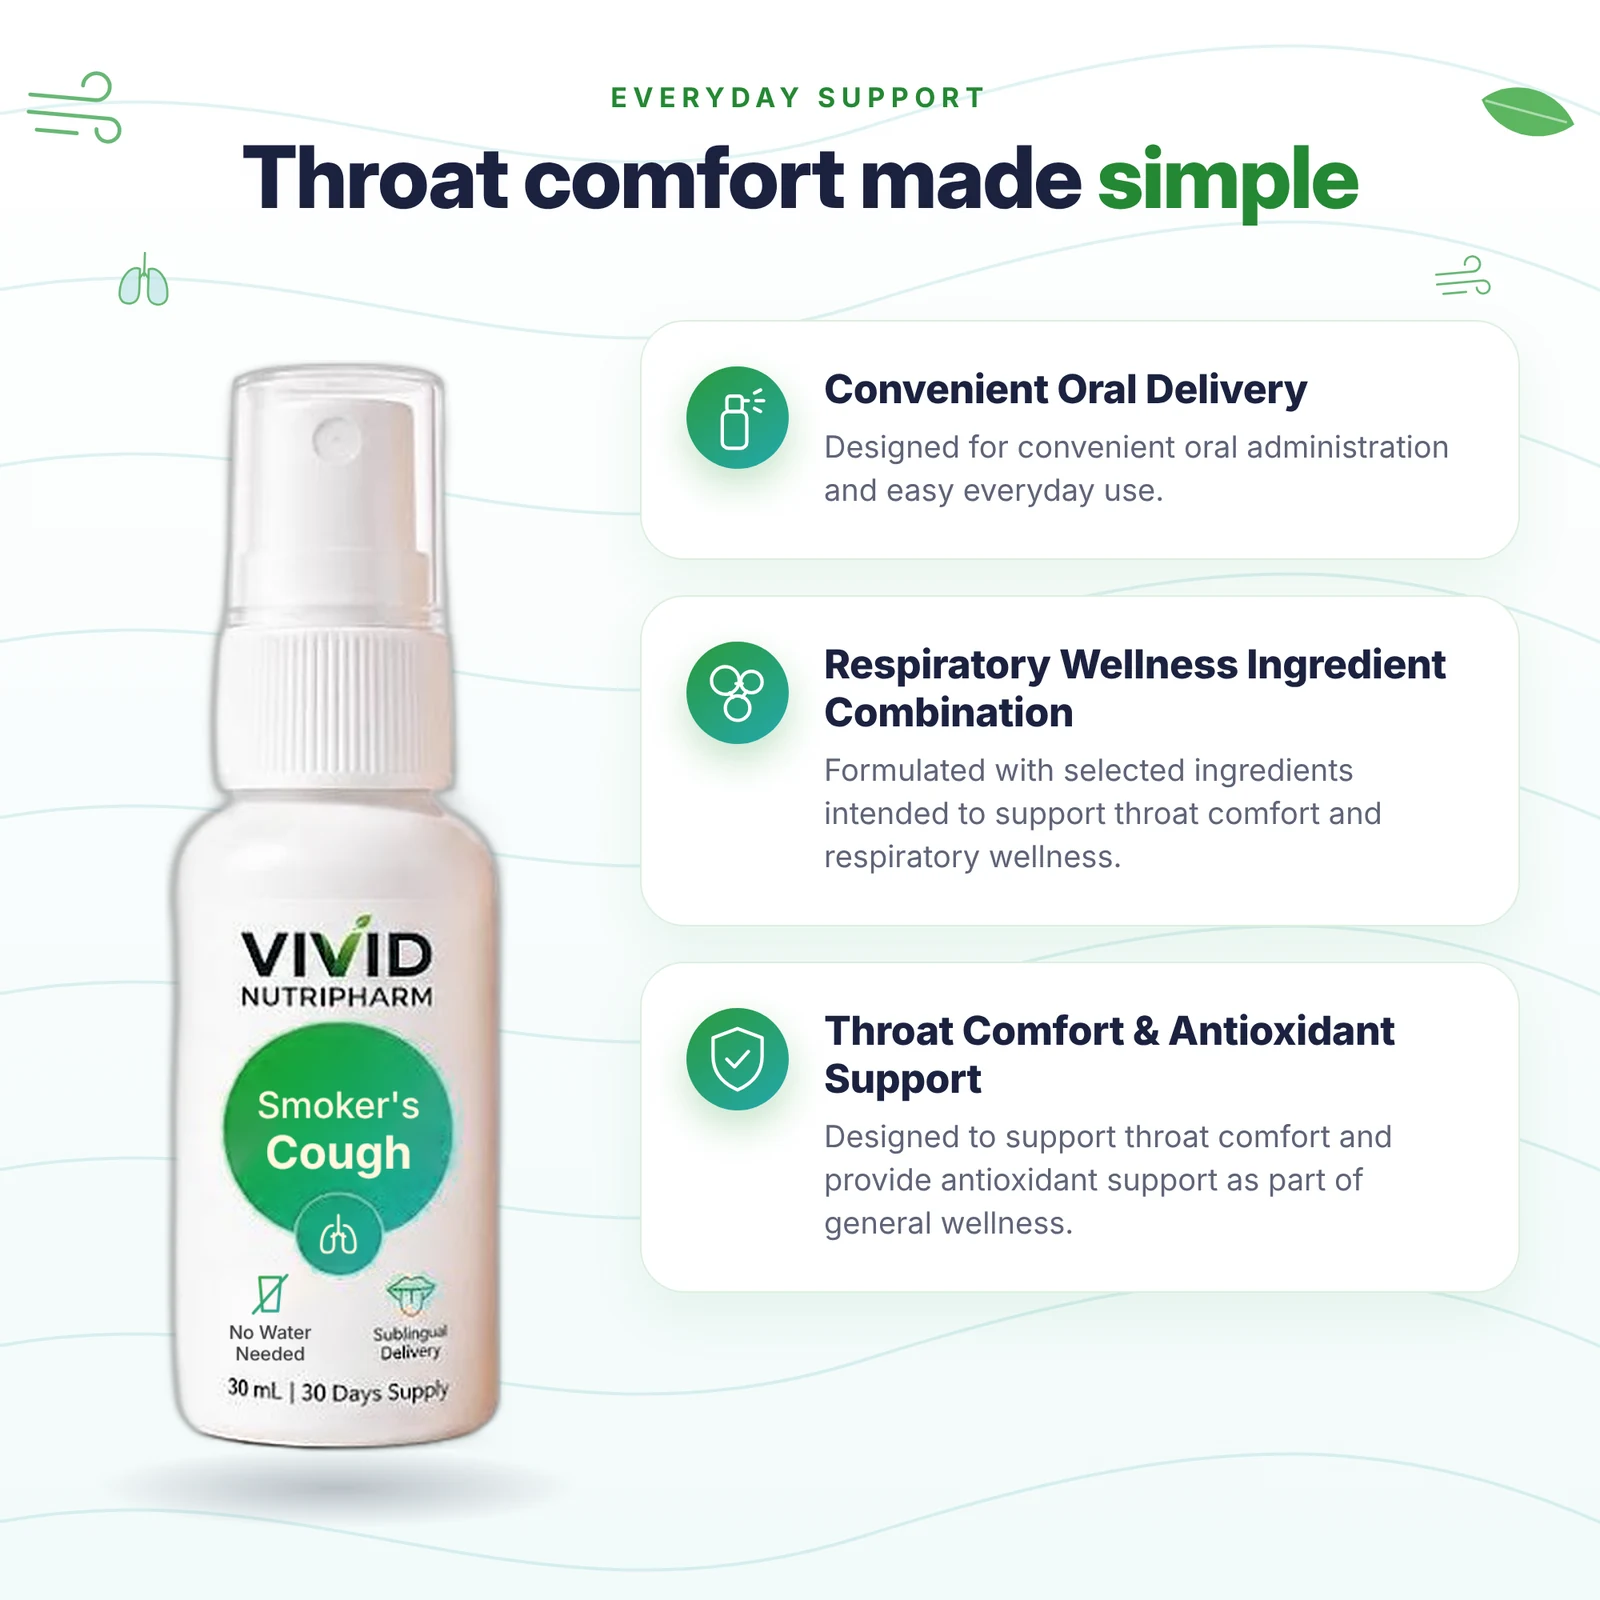 EVERYDAY SUPPORT
Throat comfort made simple
Convenient Oral Delivery
Designed for convenient oral administration
and easy everyday use.
Respiratory Wellness Ingredient
Combination
Formulated with selected ingredients
intended to support throat comfort and
respiratory wellness.
Throat Comfort & Antioxidant
Support
Designed to support throat comfort and
provide antioxidant support as part of
general wellness.
VIVID
NUTRIPHARM
Smoker's
Cough
No Water
Needed
Sublingual
Delivery
30 mL | 30 Days Supply